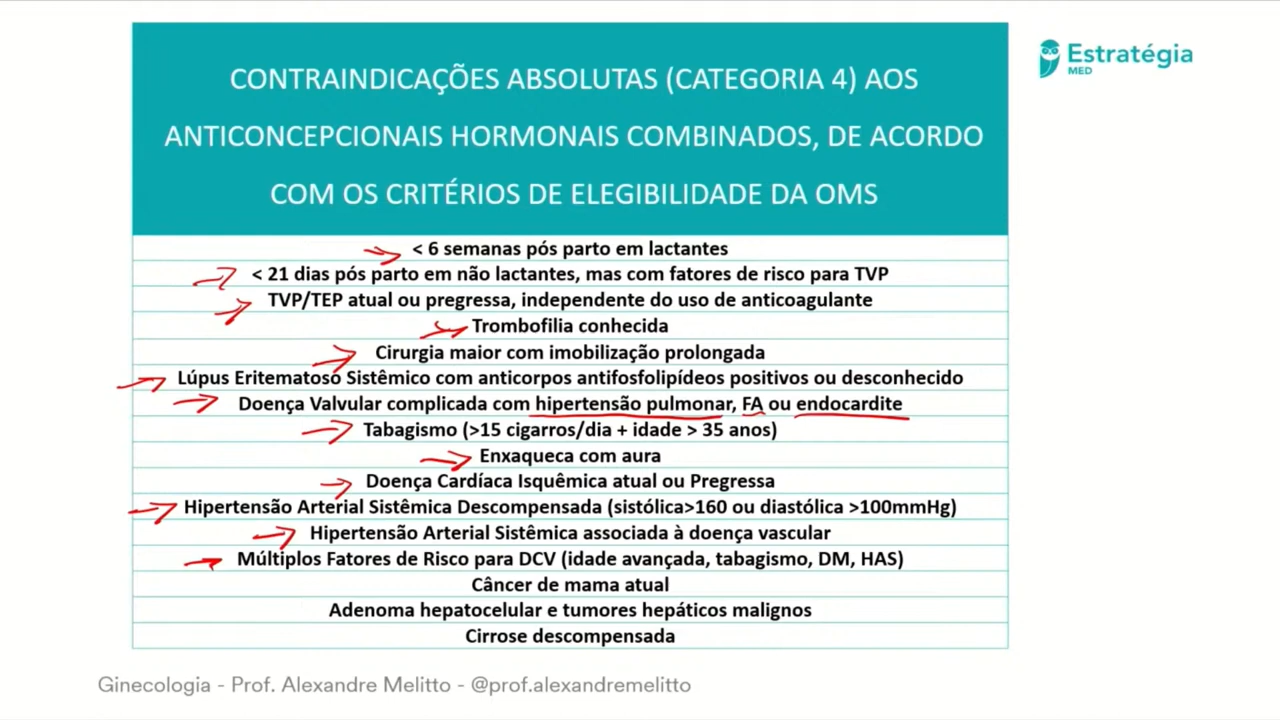 CONTRAINDICAÇÕES ABSOLUTAS (CATEGORIA 4) AOS
ANTICONCEPCIONAIS HORMONAIS COMBINADOS, DE ACORDO
COM OS CRITÉRIOS DE ELEGIBILIDADE DA OMS
Estratégia
MED
< 6 semanas pós parto em lactantes
< 21 dias pós parto em não lactantes, mas com fatores de risco para TVP
TVP/TEP atual ou pregressa, independente do uso de anticoagulante
Trombofilia conhecida
Cirurgia maior com imobilização prolongada
Lúpus Eritematoso Sistêmico com anticorpos antifosfolipídeos positivos ou desconhecido
Doença Valvular complicada com hipertensão pulmonar, FA ou endocardite
Tabagismo (>15 cigarros/dia + idade > 35 anos)
Enxaqueca com aura
Doença Cardíaca Isquêmica atual ou Pregressa
Hipertensão Arterial Sistêmica Descompensada (sistólica>160 ou diastólica >100mmHg)
Hipertensão Arterial Sistêmica associada à doença vascular
Múltiplos Fatores de Risco para DCV (idade avançada, tabagismo, DM, HAS)
Câncer de mama atual
Adenoma hepatocelular e tumores hepáticos malignos
Cirrose descompensada
Ginecologia - Prof. Alexandre Melitto - @prof.alexandremelitto